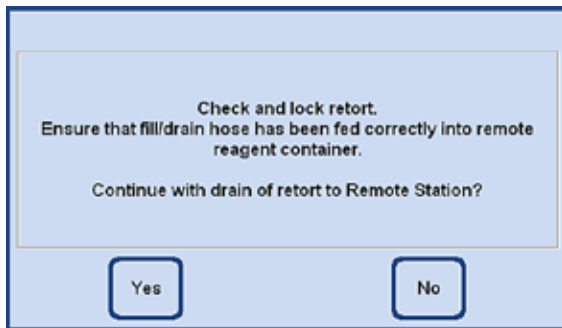 Check and lock retort.
Ensure that fill/drain hose has been fed correctly into remote
reagent container.
Continue with drain of retort to Remote Station?
Yes
No